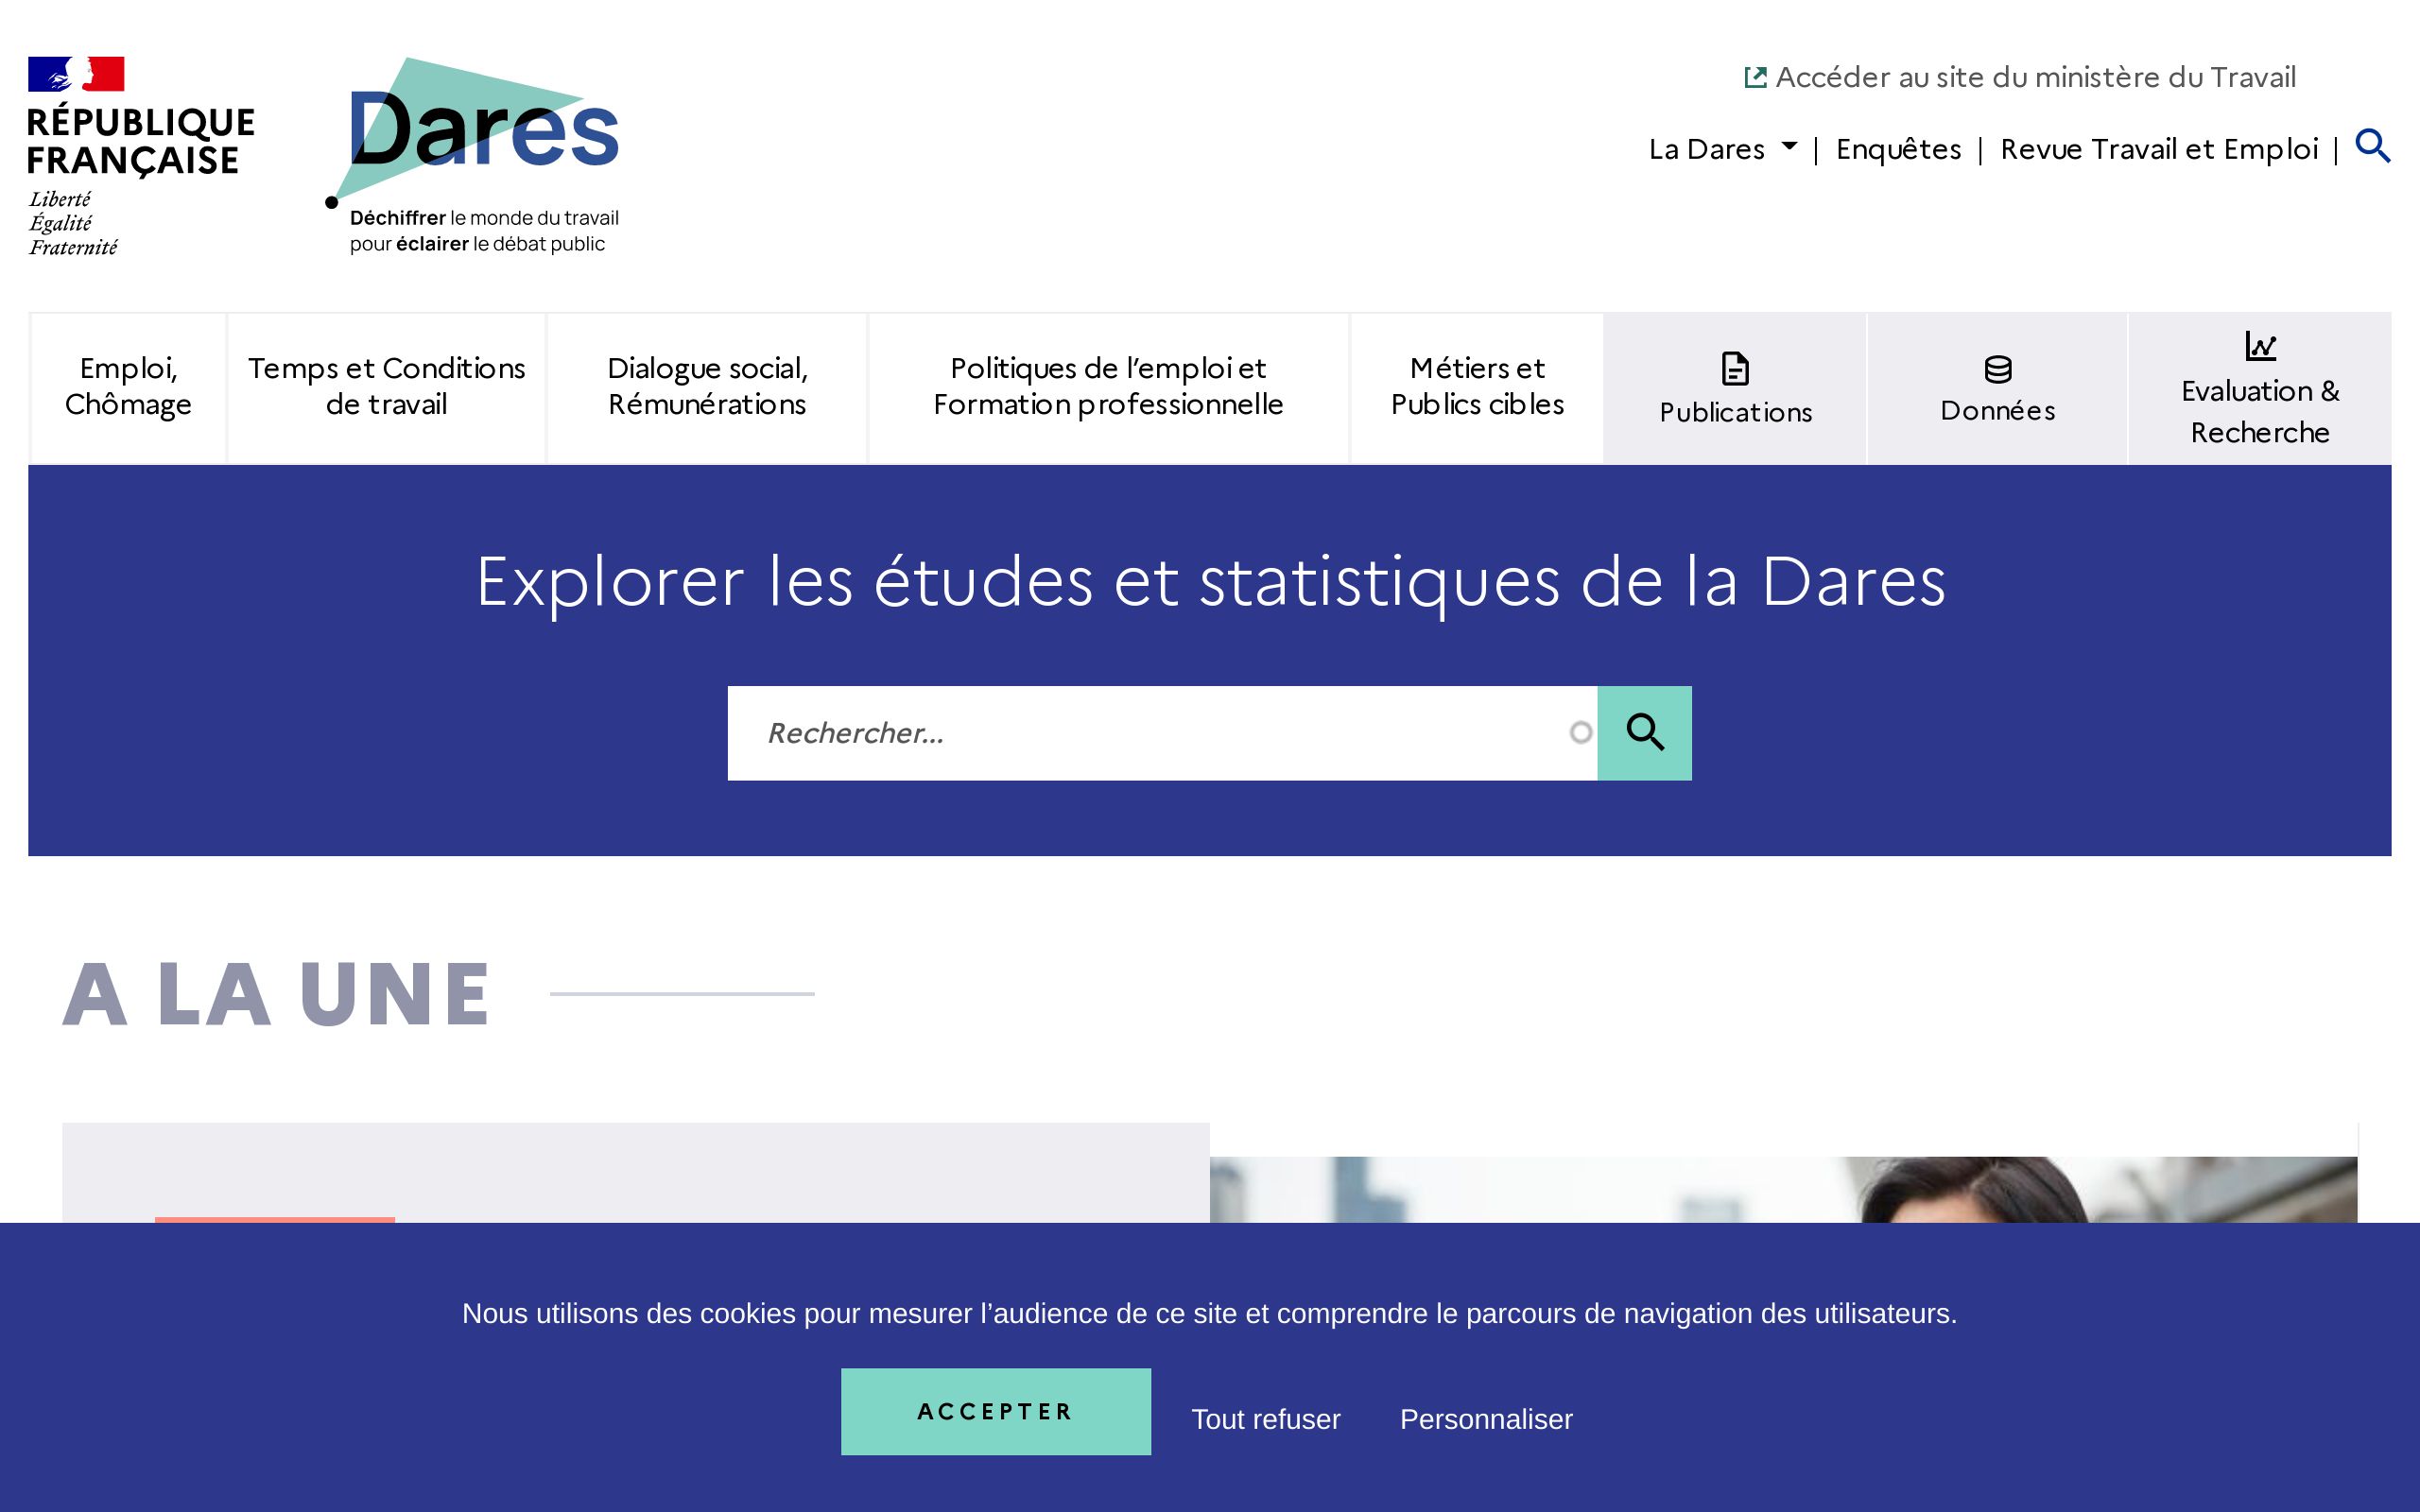 RÉPUBLIQUE
FRANÇAISE
Liberté
Égalité
Fraternité
Dares
Déchiffrer le monde du travail
pour éclairer le débat public
Accéder au site du ministère du Travail
La Dares | Enquêtes | Revue Travail et Emploi |
Emploi,
Chômage
Temps et Conditions
de travail
Dialogue social,
Rémunérations
Politiques de l’emploi et
Formation professionnelle
Métiers et
Publics cibles
Publications
Données
Evaluation &
Recherche
Explorer les études et statistiques de la Dares
Rechercher...
A LA UNE
Nous utilisons des cookies pour mesurer l’audience de ce site et comprendre le parcours de navigation des utilisateurs.
ACCEPTER
Tout refuser
Personnaliser